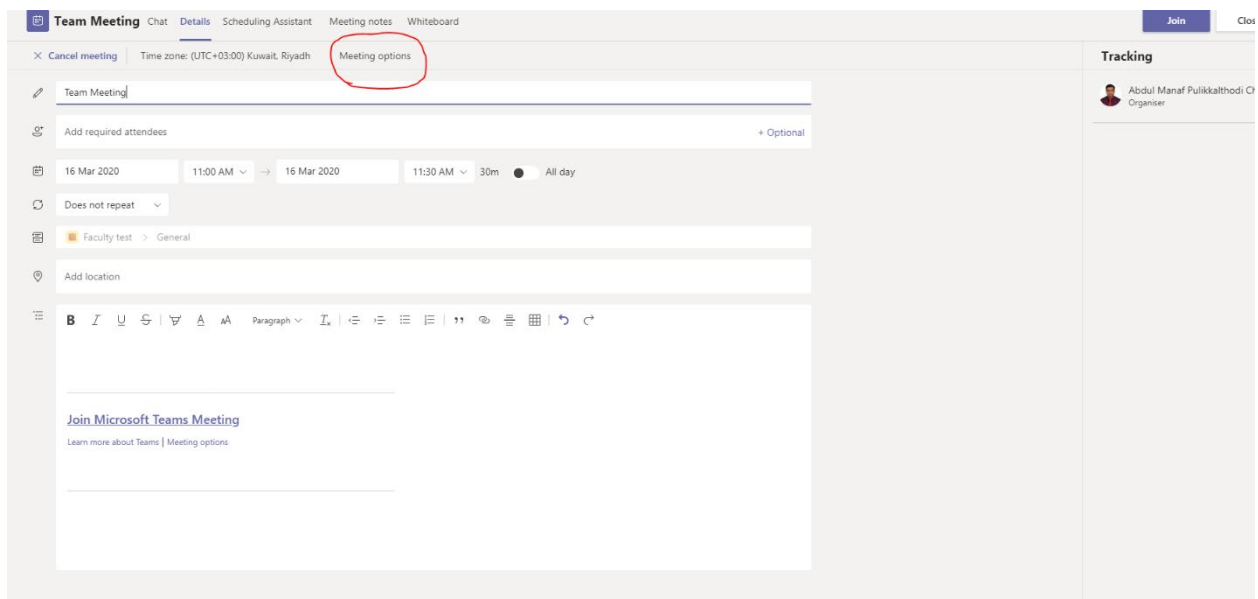 Team Meeting Chat Details Scheduling Assistant Meeting notes Whiteboard Join
Cancel meeting Time zone: (UTC+03:00) Kuwait, Riyadh Meeting options Tracking
Team Meeting
Abdul Manaf Pulikkalthodi Ch
Organiser
Add required attendees + Optional
16 Mar 2020 11:00 AM → 16 Mar 2020 11:30 AM 30m All day
Does not repeat
Faculty test > General
Add location
B I U S A AA Paragraph Tx
Join Microsoft Teams Meeting
Learn more about Teams | Meeting options